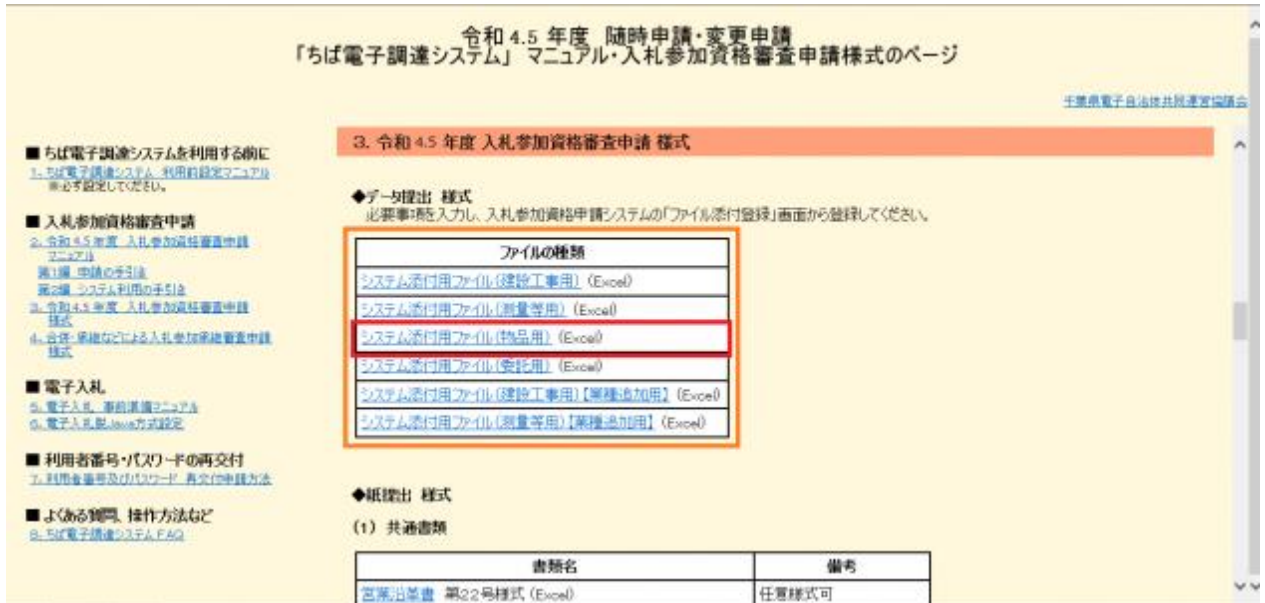 令和 4.5 年度 随時申請・変更申請
「ちば電子調達システム」 マニュアル・入札参加資格審査申請様式のページ
千葉県電子自治体共同運営協議会
■ ちば電子調達システムを利用する前に
1. ちば電子調達システム 利用前設定マニュアル
※必ず設定してください。
■ 入札参加資格審査申請
2. 令和4.5年度 入札参加資格審査申請
マニュアル
第1編 申請の手引き
第2編 システム利用の手引き
3. 令和4.5年度 入札参加資格審査申請
様式
4. 合併・承継などによる入札参加承継審査申請
様式
■ 電子入札
5. 電子入札 事前準備マニュアル
6. 電子入札脱Java方式設定
■ 利用者番号・パスワードの再交付
7. 利用者番号及びパスワード 再交付申請方法
■ よくある質問、操作方法など
8. ちば電子調達システム FAQ
3. 令和 4.5 年度 入札参加資格審査申請 様式
◆データ提出 様式
必要事項を入力し、入札参加資格申請システムの「ファイル添付登録」画面から登録してください。
ファイルの種類
システム添付用ファイル(建設工事用) (Excel)
システム添付用ファイル(測量等用) (Excel)
システム添付用ファイル(物品用) (Excel)
システム添付用ファイル(委託用) (Excel)
システム添付用ファイル(建設工事用)【業種追加用】 (Excel)
システム添付用ファイル(測量等用)【業種追加用】 (Excel)
◆紙提出 様式
(1) 共通書類
書類名 備考
営業沿革書 第22号様式 (Excel) 任意様式可